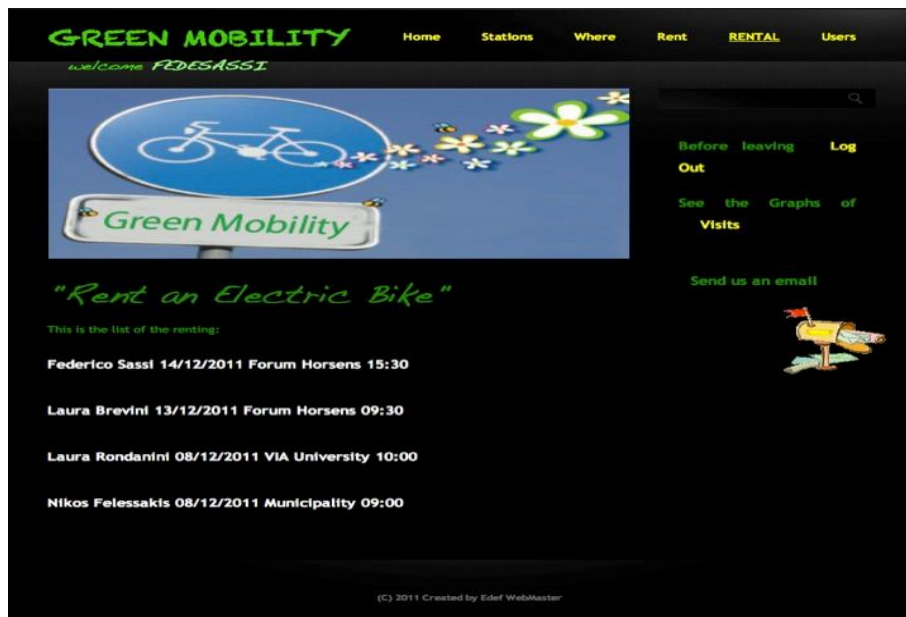 GREEN MOBILITY
Home Stations Where Rent RENTAL Users
welcome FEDESASSI
Green Mobility
Before leaving Log
Out
See the Graphs of
Visits
Send us an email
"Rent an Electric Bike"
This is the list of the renting:
Federico Sassi 14/12/2011 Forum Horsens 15:30
Laura Brevini 13/12/2011 Forum Horsens 09:30
Laura Rondanini 08/12/2011 VIA University 10:00
Nikos Felessakis 08/12/2011 Municipality 09:00
(C) 2011 Created by Edef WebMaster